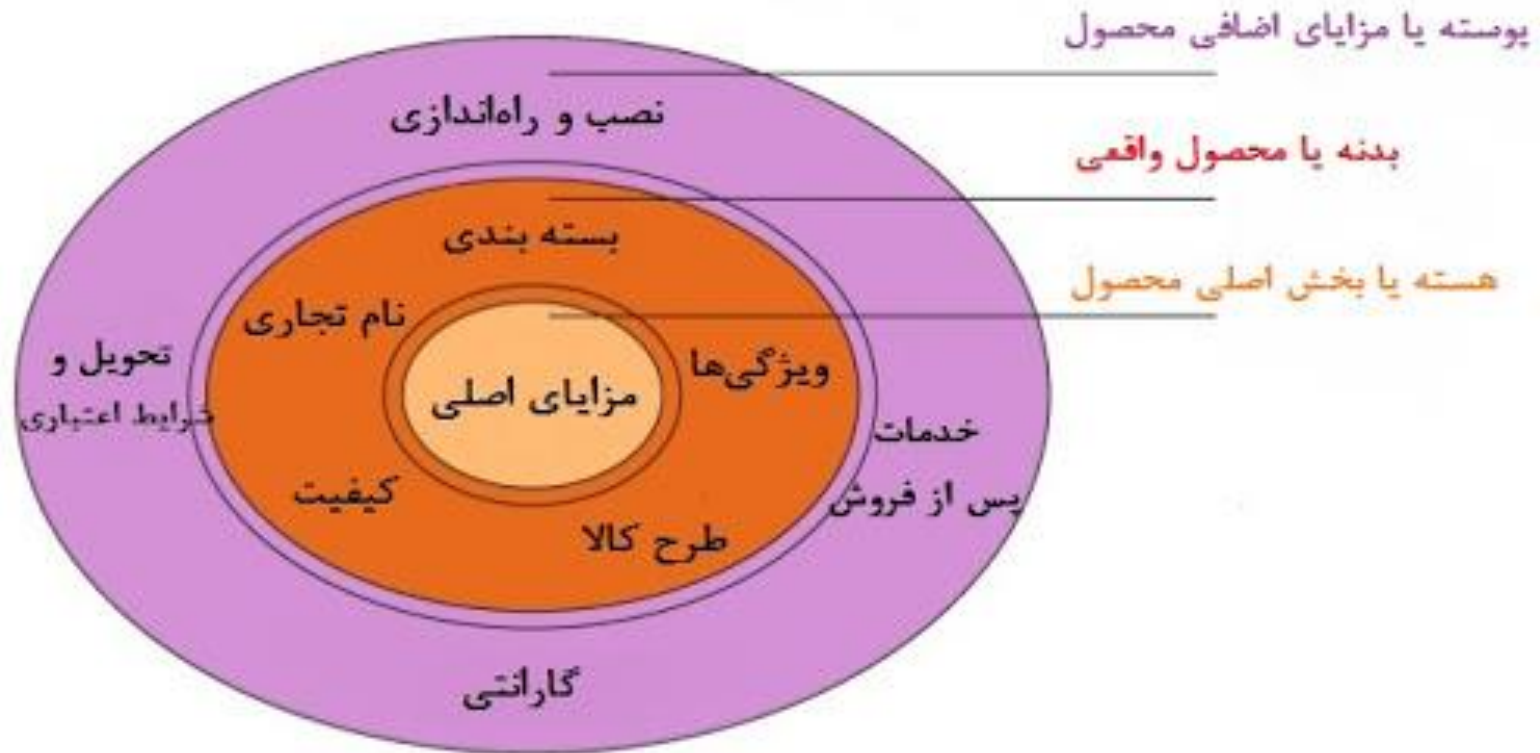 پوسته یا مزایای اضافی محصول
بدنه یا محصول واقعی
هسته یا بخش اصلی محصول
نصب و راه‌اندازی
بسته بندی
نام تجاری
ویژگی‌ها
مزایای اصلی
تحویل و
شرایط اعتباری
خدمات
پس از فروش
کیفیت
طرح کالا
گارانتی